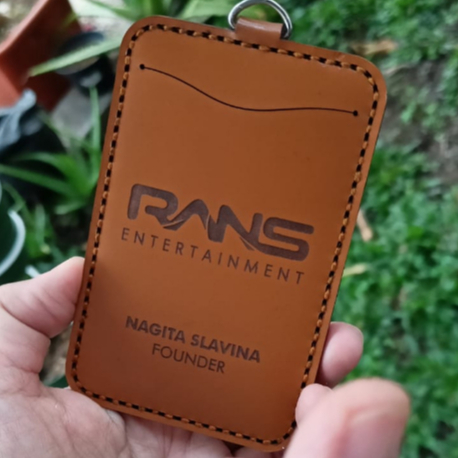 RANS
ENTERTAINMENT
NAGITA SLAVINA
FOUNDER